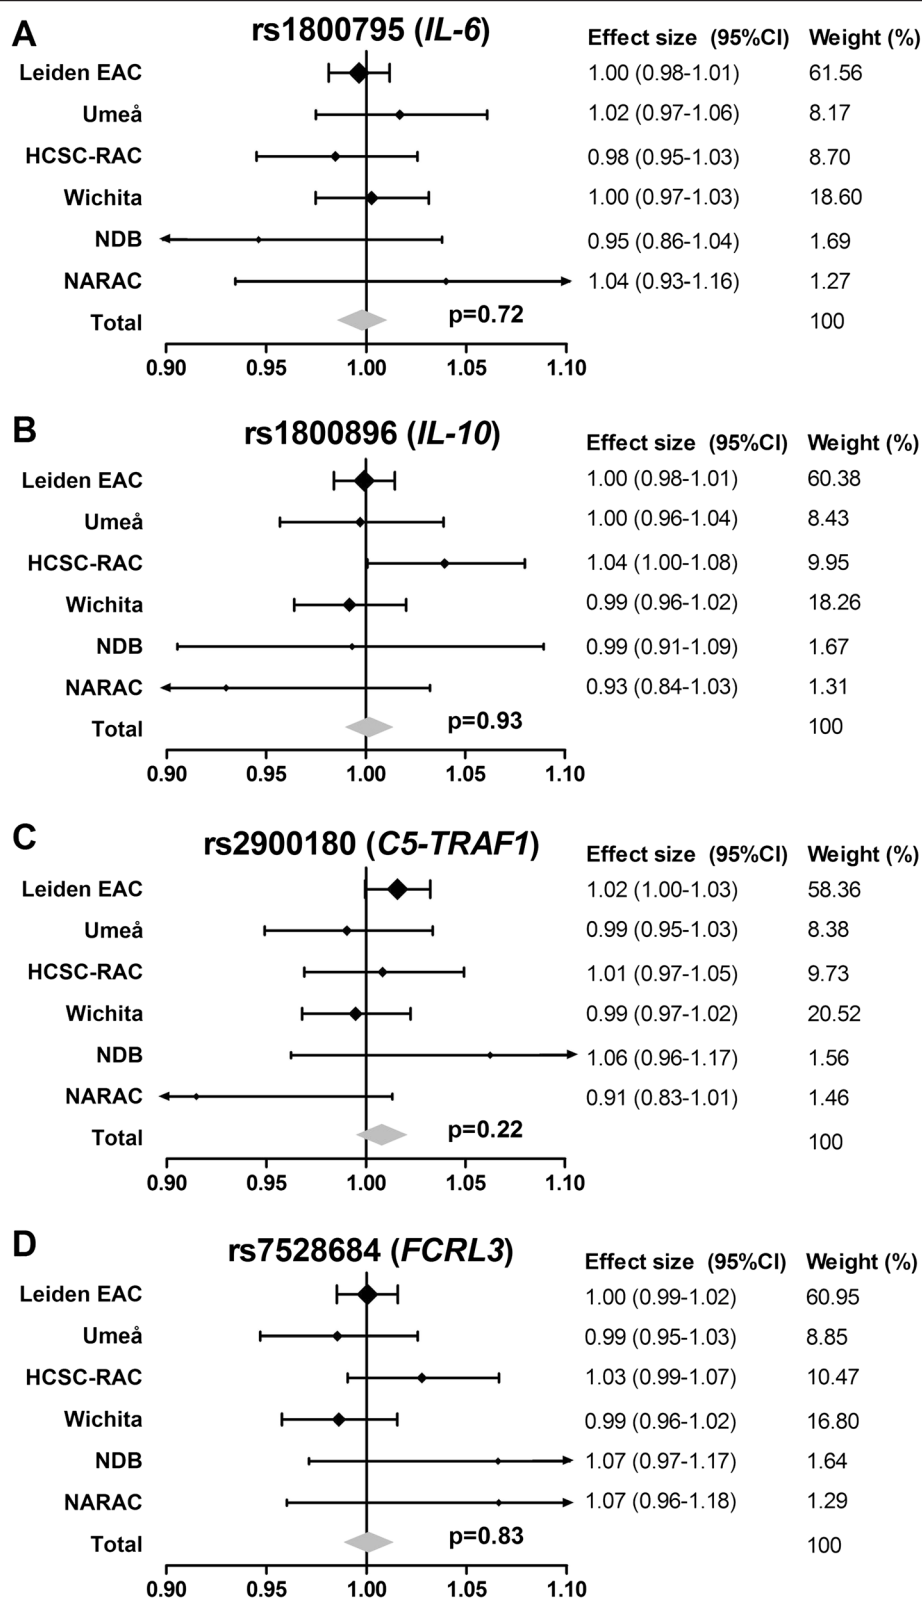 A rs1800795 (IL-6) Effect size (95%CI) Weight (%)
Leiden EAC 1.00 (0.98-1.01) 61.56
Umeå 1.02 (0.97-1.06) 8.17
HCSC-RAC 0.98 (0.95-1.03) 8.70
Wichita 1.00 (0.97-1.03) 18.60
NDB 0.95 (0.86-1.04) 1.69
NARAC 1.04 (0.93-1.16) 1.27
Total p=0.72 100
0.90 0.95 1.00 1.05 1.10
B rs1800896 (IL-10) Effect size (95%CI) Weight (%)
Leiden EAC 1.00 (0.98-1.01) 60.38
Umeå 1.00 (0.96-1.04) 8.43
HCSC-RAC 1.04 (1.00-1.08) 9.95
Wichita 0.99 (0.96-1.02) 18.26
NDB 0.99 (0.91-1.09) 1.67
NARAC 0.93 (0.84-1.03) 1.31
Total p=0.93 100
0.90 0.95 1.00 1.05 1.10
C rs2900180 (C5-TRAF1) Effect size (95%CI) Weight (%)
Leiden EAC 1.02 (1.00-1.03) 58.36
Umeå 0.99 (0.95-1.03) 8.38
HCSC-RAC 1.01 (0.97-1.05) 9.73
Wichita 0.99 (0.97-1.02) 20.52
NDB 1.06 (0.96-1.17) 1.56
NARAC 0.91 (0.83-1.01) 1.46
Total p=0.22 100
0.90 0.95 1.00 1.05 1.10
D rs7528684 (FCRL3) Effect size (95%CI) Weight (%)
Leiden EAC 1.00 (0.99-1.02) 60.95
Umeå 0.99 (0.95-1.03) 8.85
HCSC-RAC 1.03 (0.99-1.07) 10.47
Wichita 0.99 (0.96-1.02) 16.80
NDB 1.07 (0.97-1.17) 1.64
NARAC 1.07 (0.96-1.18) 1.29
Total p=0.83 100
0.90 0.95 1.00 1.05 1.10